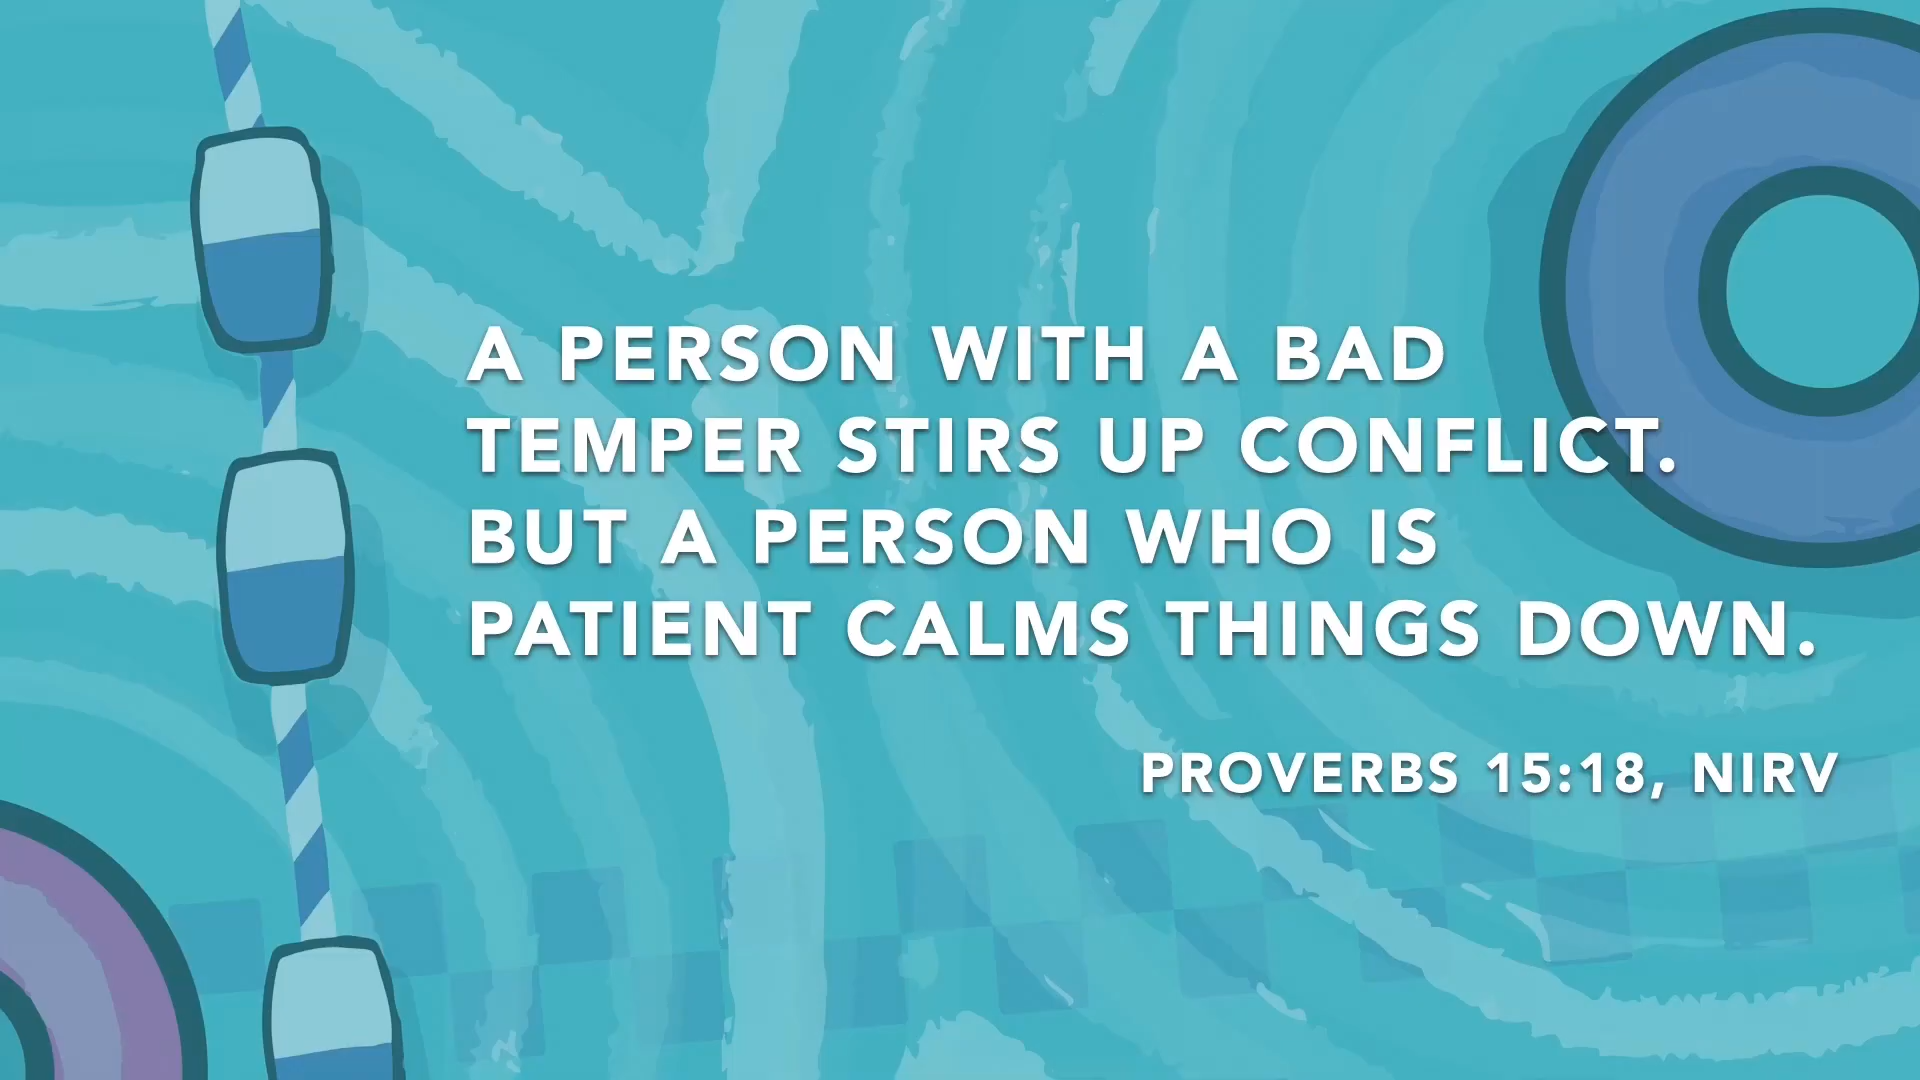 A PERSON WITH A BAD
TEMPER STIRS UP CONFLICT.
BUT A PERSON WHO IS
PATIENT CALMS THINGS DOWN.
PROVERBS 15:18, NIRV